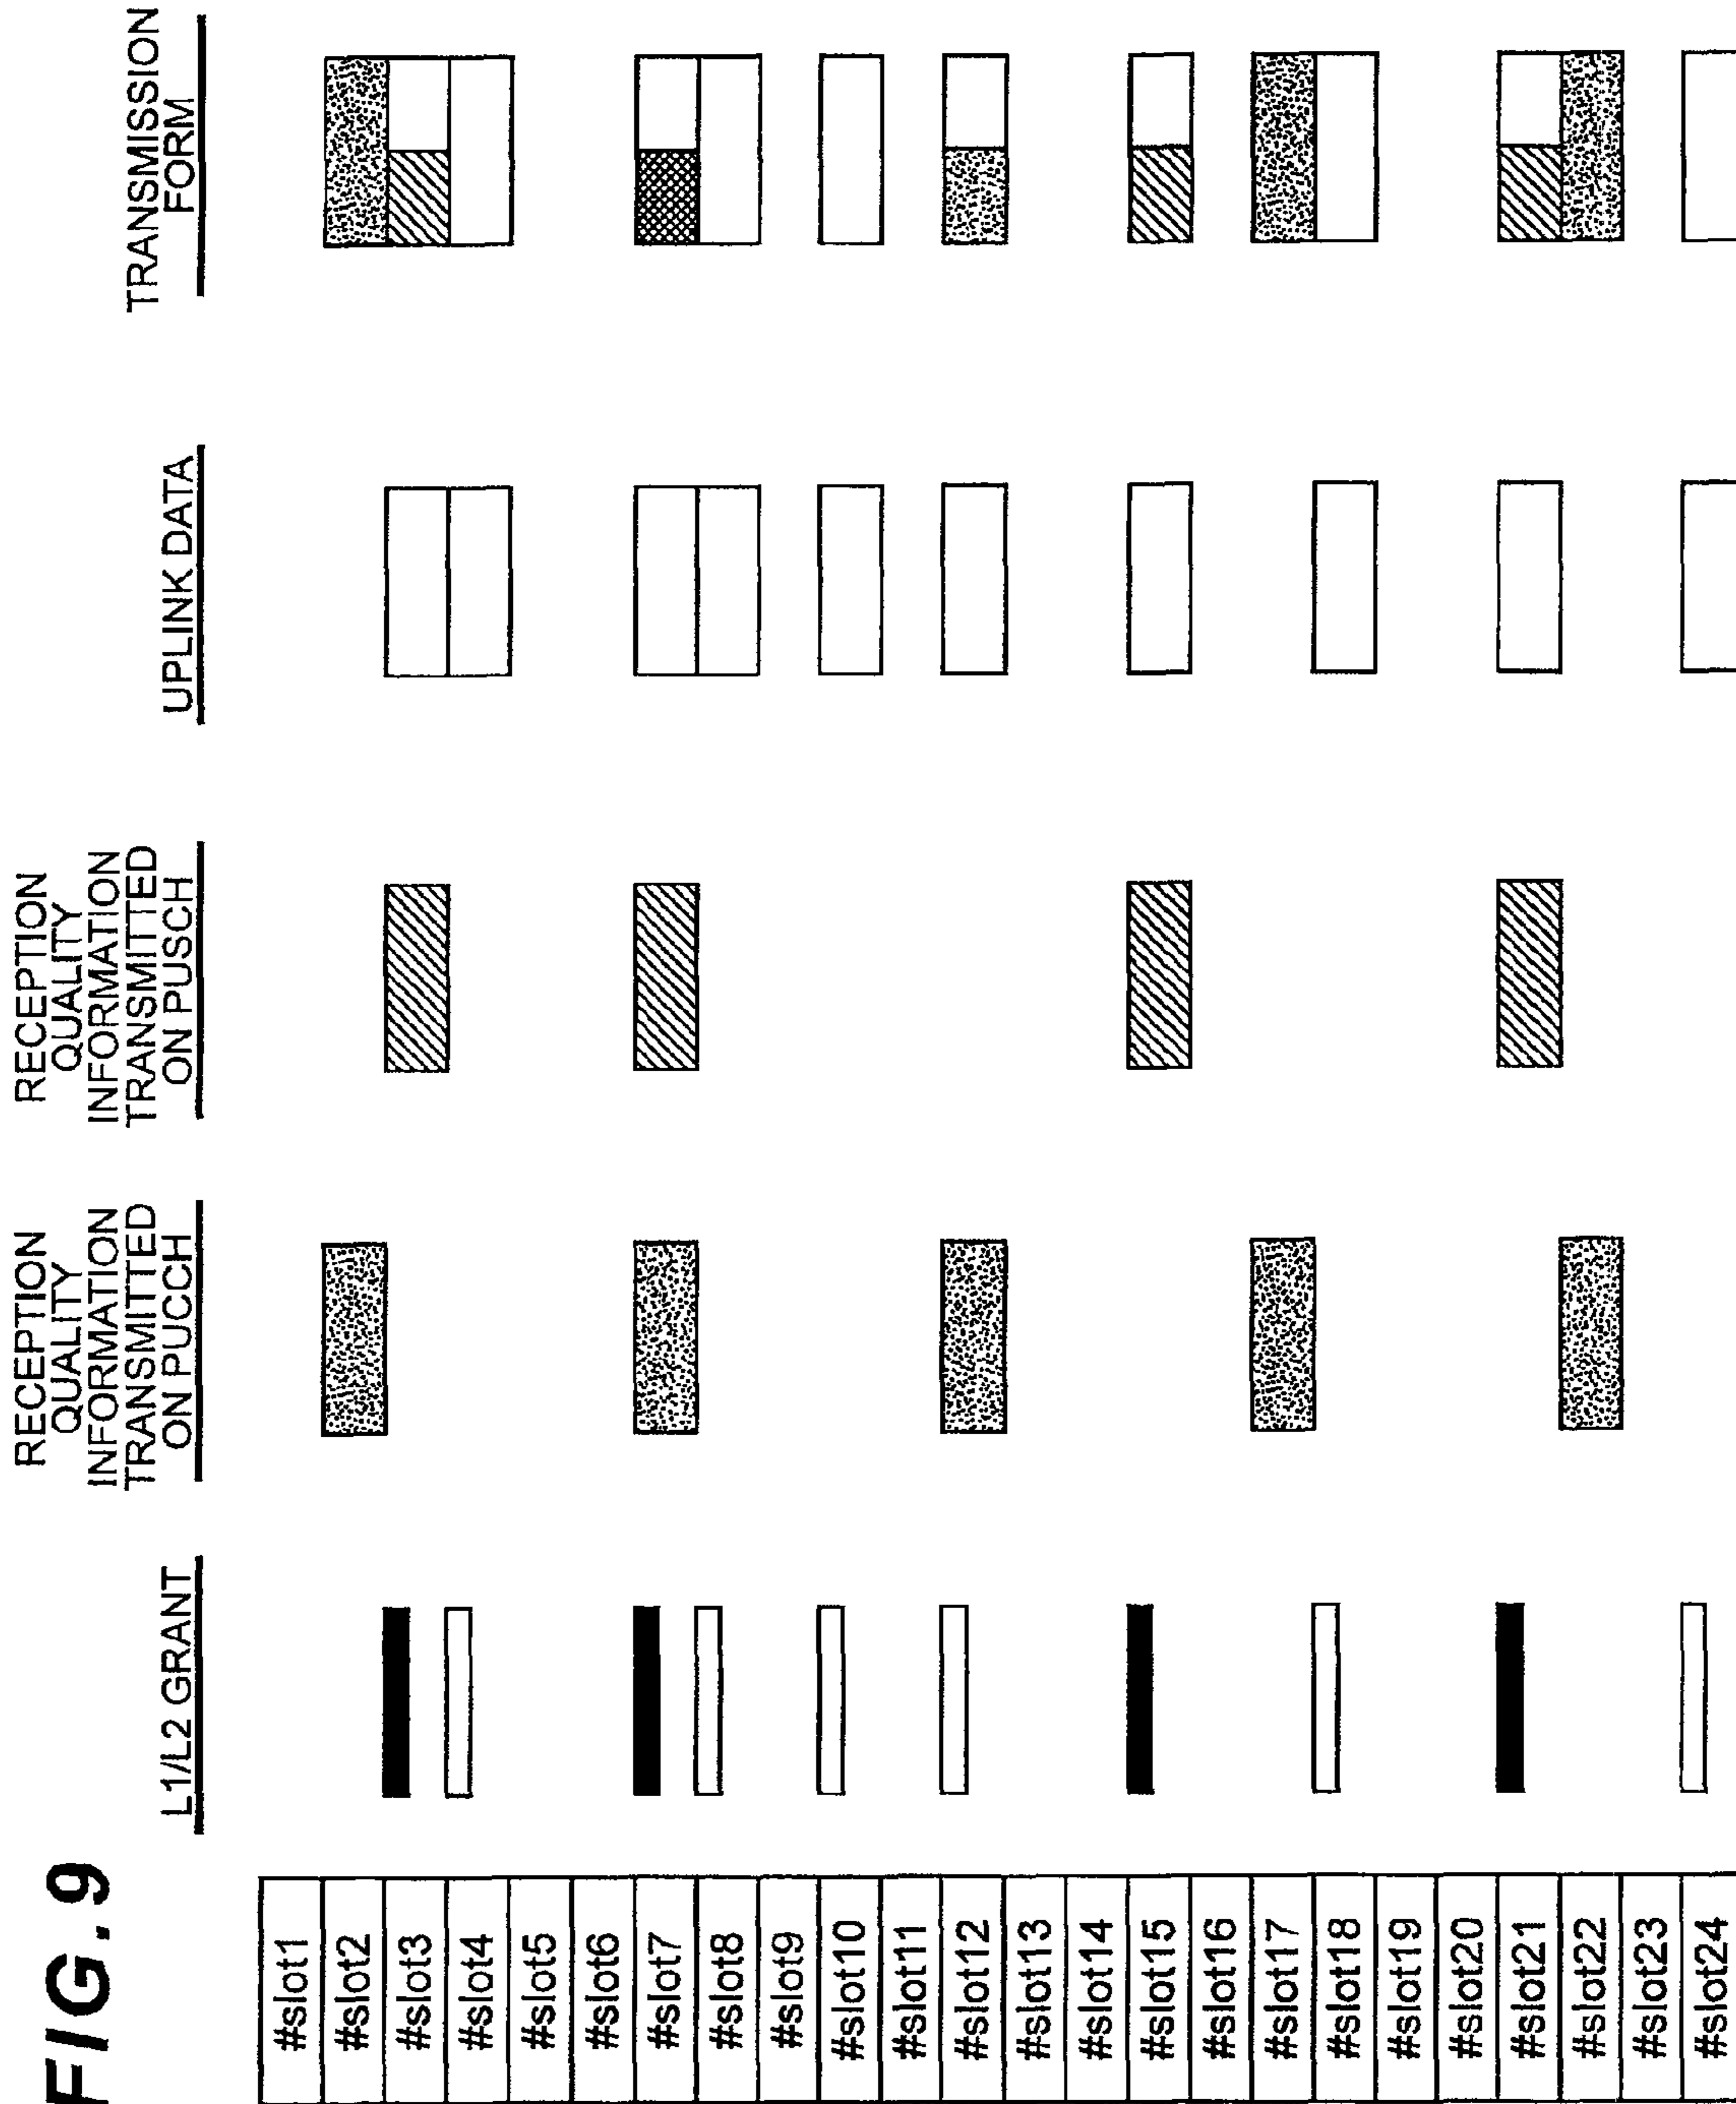 FIG.9
L1/L2 GRANT
RECEPTION
QUALITY
INFORMATION
TRANSMITTED
ON PUCCH
RECEPTION
QUALITY
INFORMATION
TRANSMITTED
ON PUSCH
UPLINK DATA
TRANSMISSION
FORM
#slot1
#slot2
#slot3
#slot4
#slot5
#slot6
#slot7
#slot8
#slot9
#slot10
#slot11
#slot12
#slot13
#slot14
#slot15
#slot16
#slot17
#slot18
#slot19
#slot20
#slot21
#slot22
#slot23
#slot24